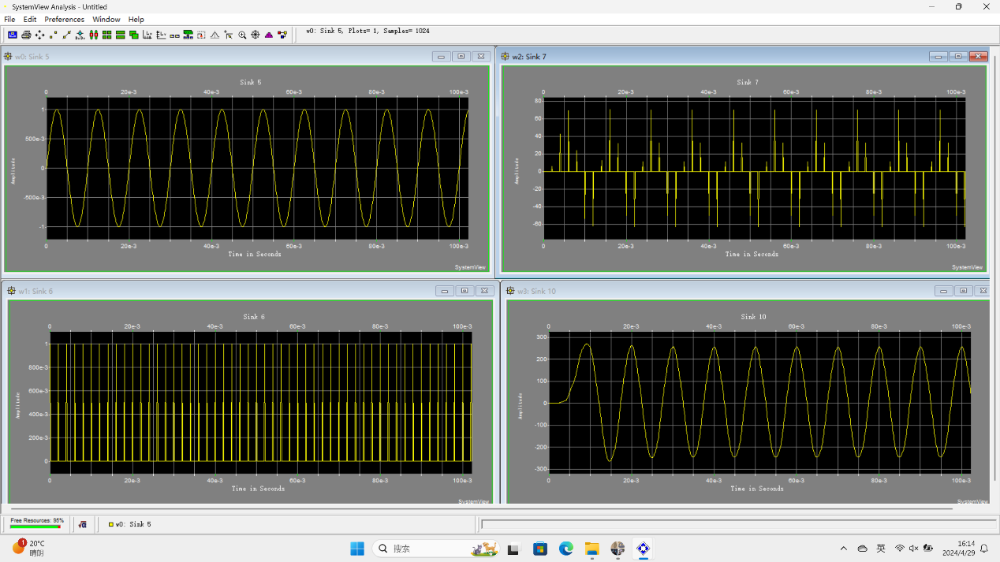 SystemView Analysis - Untitled
File Edit Preferences Window Help
w0: Sink 5, Plots= 1, Samples= 1024
w0: Sink 5
Sink 5
0 20e-3 40e-3 60e-3 80e-3 100e-3
1
500e-3
0
-500e-3
-1
Amplitude
0 20e-3 40e-3 60e-3 80e-3 100e-3
Time in Seconds
SystemView
w2: Sink 7
Sink 7
0 20e-3 40e-3 60e-3 80e-3 100e-3
80
60
40
20
0
-20
-40
-60
Amplitude
0 20e-3 40e-3 60e-3 80e-3 100e-3
Time in Seconds
SystemView
w1: Sink 6
Sink 6
0 20e-3 40e-3 60e-3 80e-3 100e-3
1
800e-3
600e-3
400e-3
200e-3
0
Amplitude
0 20e-3 40e-3 60e-3 80e-3 100e-3
Time in Seconds
SystemView
w3: Sink 10
Sink 10
0 20e-3 40e-3 60e-3 80e-3 100e-3
300
200
100
0
-100
-200
-300
Amplitude
0 20e-3 40e-3 60e-3 80e-3 100e-3
Time in Seconds
SystemView
Free Resources: 95%
w0: Sink 5
1
20°C
晴朗
搜索
英
16:14
2024/4/29